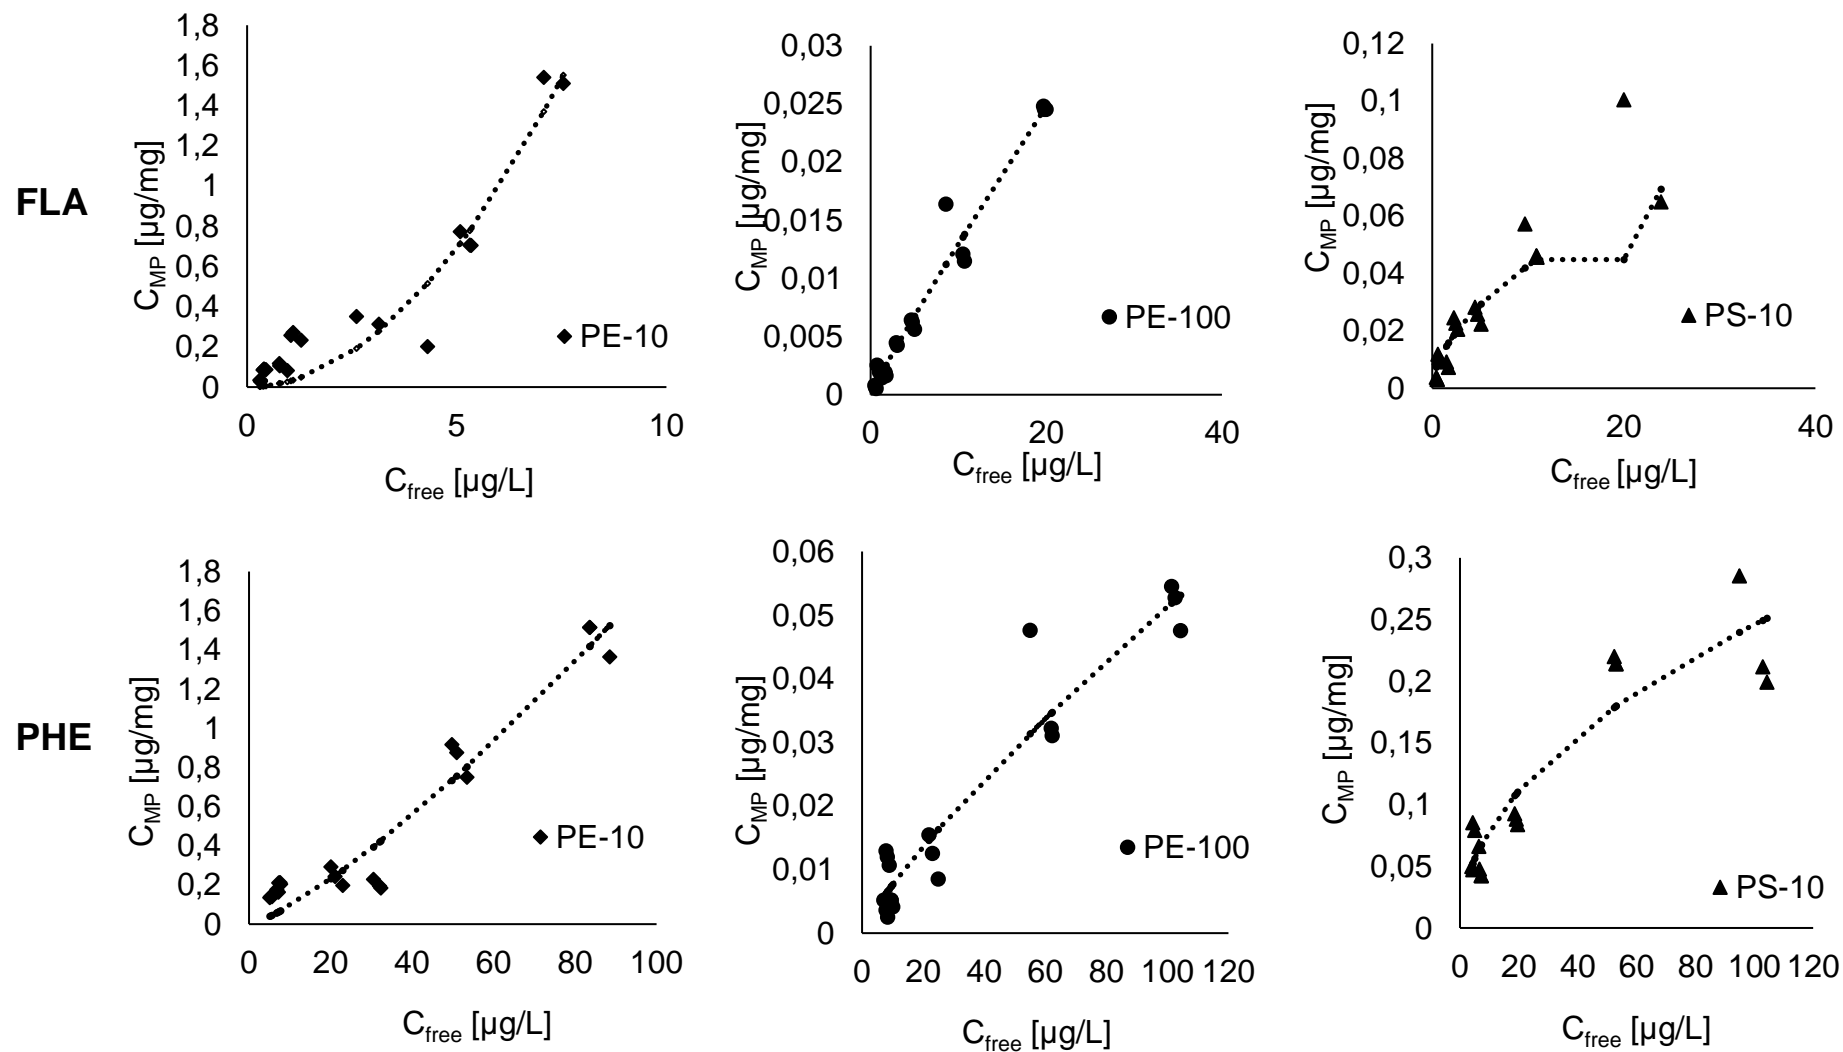 FLA
C_MP [µg/mg]
1,8
1,6
1,4
1,2
1
0,8
0,6
0,4
0,2
0
0 5 10
C_free [µg/L]
PE-10
C_MP [µg/mg]
0,03
0,025
0,02
0,015
0,01
0,005
0
0 20 40
C_free [µg/L]
PE-100
C_MP [µg/mg]
0,12
0,1
0,08
0,06
0,04
0,02
0
0 20 40
C_free [µg/L]
PS-10
PHE
C_MP [µg/mg]
1,8
1,6
1,4
1,2
1
0,8
0,6
0,4
0,2
0
0 20 40 60 80 100
C_free [µg/L]
PE-10
C_MP [µg/mg]
0,06
0,05
0,04
0,03
0,02
0,01
0
0 20 40 60 80 100 120
C_free [µg/L]
PE-100
C_MP [µg/mg]
0,3
0,25
0,2
0,15
0,1
0,05
0
0 20 40 60 80 100 120
C_free [µg/L]
PS-10